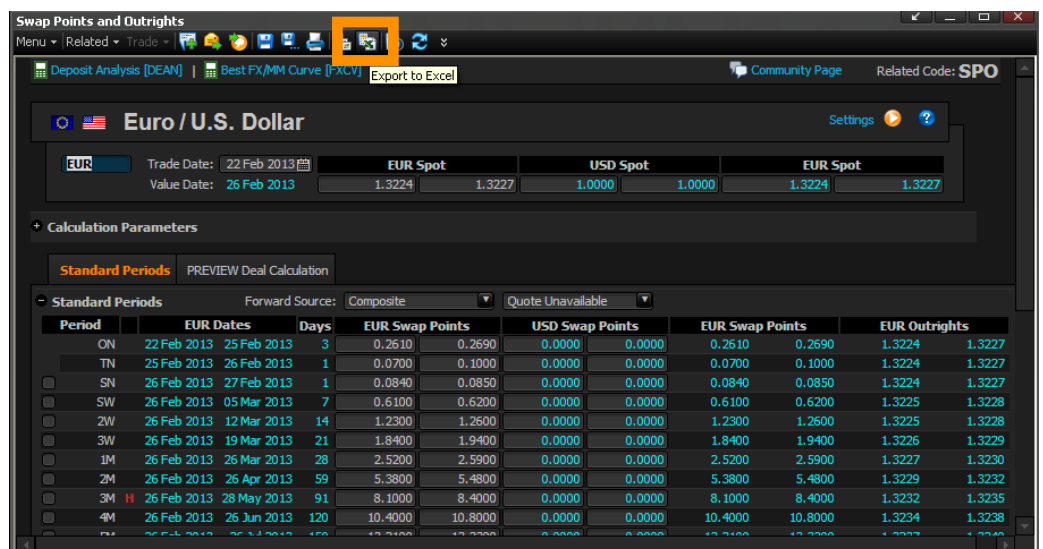 Swap Points and Outrights
Menu Related Trade
Deposit Analysis [DEAN] | Best FX/MM Curve [FXCV] Community Page Related Code: SPO
Export to Excel
Euro / U.S. Dollar Settings
EUR Trade Date: 22 Feb 2013 EUR Spot USD Spot EUR Spot
Value Date: 26 Feb 2013 1.3224 1.3227 1.0000 1.0000 1.3224 1.3227
Calculation Parameters
Standard Periods PREVIEW Deal Calculation
Standard Periods Forward Source: Composite Quote Unavailable
Period EUR Dates Days EUR Swap Points USD Swap Points EUR Swap Points EUR Outrights
ON 22 Feb 2013 25 Feb 2013 3 0.2610 0.2690 0.0000 0.0000 0.2610 0.2690 1.3224 1.3227
TN 25 Feb 2013 26 Feb 2013 1 0.0700 0.1000 0.0000 0.0000 0.0700 0.1000 1.3224 1.3227
SN 26 Feb 2013 27 Feb 2013 1 0.0840 0.0850 0.0000 0.0000 0.0840 0.0850 1.3224 1.3227
SW 26 Feb 2013 05 Mar 2013 7 0.6100 0.6200 0.0000 0.0000 0.6100 0.6200 1.3225 1.3228
2W 26 Feb 2013 12 Mar 2013 14 1.2300 1.2600 0.0000 0.0000 1.2300 1.2600 1.3225 1.3228
3W 26 Feb 2013 19 Mar 2013 21 1.8400 1.9400 0.0000 0.0000 1.8400 1.9400 1.3226 1.3229
1M 26 Feb 2013 26 Mar 2013 28 2.5200 2.5900 0.0000 0.0000 2.5200 2.5900 1.3227 1.3230
2M 26 Feb 2013 26 Apr 2013 59 5.3800 5.4800 0.0000 0.0000 5.3800 5.4800 1.3229 1.3232
3M H 26 Feb 2013 28 May 2013 91 8.1000 8.4000 0.0000 0.0000 8.1000 8.4000 1.3232 1.3235
4M 26 Feb 2013 26 Jun 2013 120 10.4000 10.8000 0.0000 0.0000 10.4000 10.8000 1.3234 1.3238